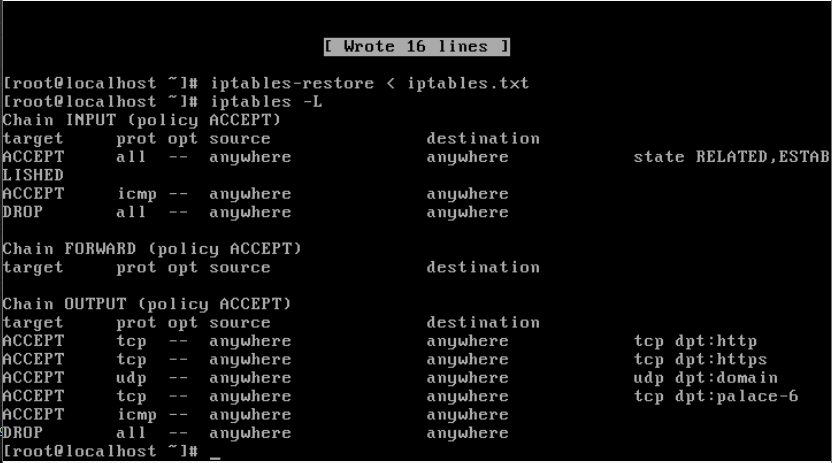 [ Wrote 16 lines ]
[root@localhost ~]# iptables-restore < iptables.txt
[root@localhost ~]# iptables -L
Chain INPUT (policy ACCEPT)
target     prot opt source               destination
ACCEPT     all  --  anywhere             anywhere            state RELATED,ESTAB
LISHED
ACCEPT     icmp --  anywhere             anywhere
DROP       all  --  anywhere             anywhere
Chain FORWARD (policy ACCEPT)
target     prot opt source               destination
Chain OUTPUT (policy ACCEPT)
target     prot opt source               destination
ACCEPT     tcp  --  anywhere             anywhere            tcp dpt:http
ACCEPT     tcp  --  anywhere             anywhere            tcp dpt:https
ACCEPT     udp  --  anywhere             anywhere            udp dpt:domain
ACCEPT     tcp  --  anywhere             anywhere            tcp dpt:palace-6
ACCEPT     icmp --  anywhere             anywhere
DROP       all  --  anywhere             anywhere
[root@localhost ~]# _